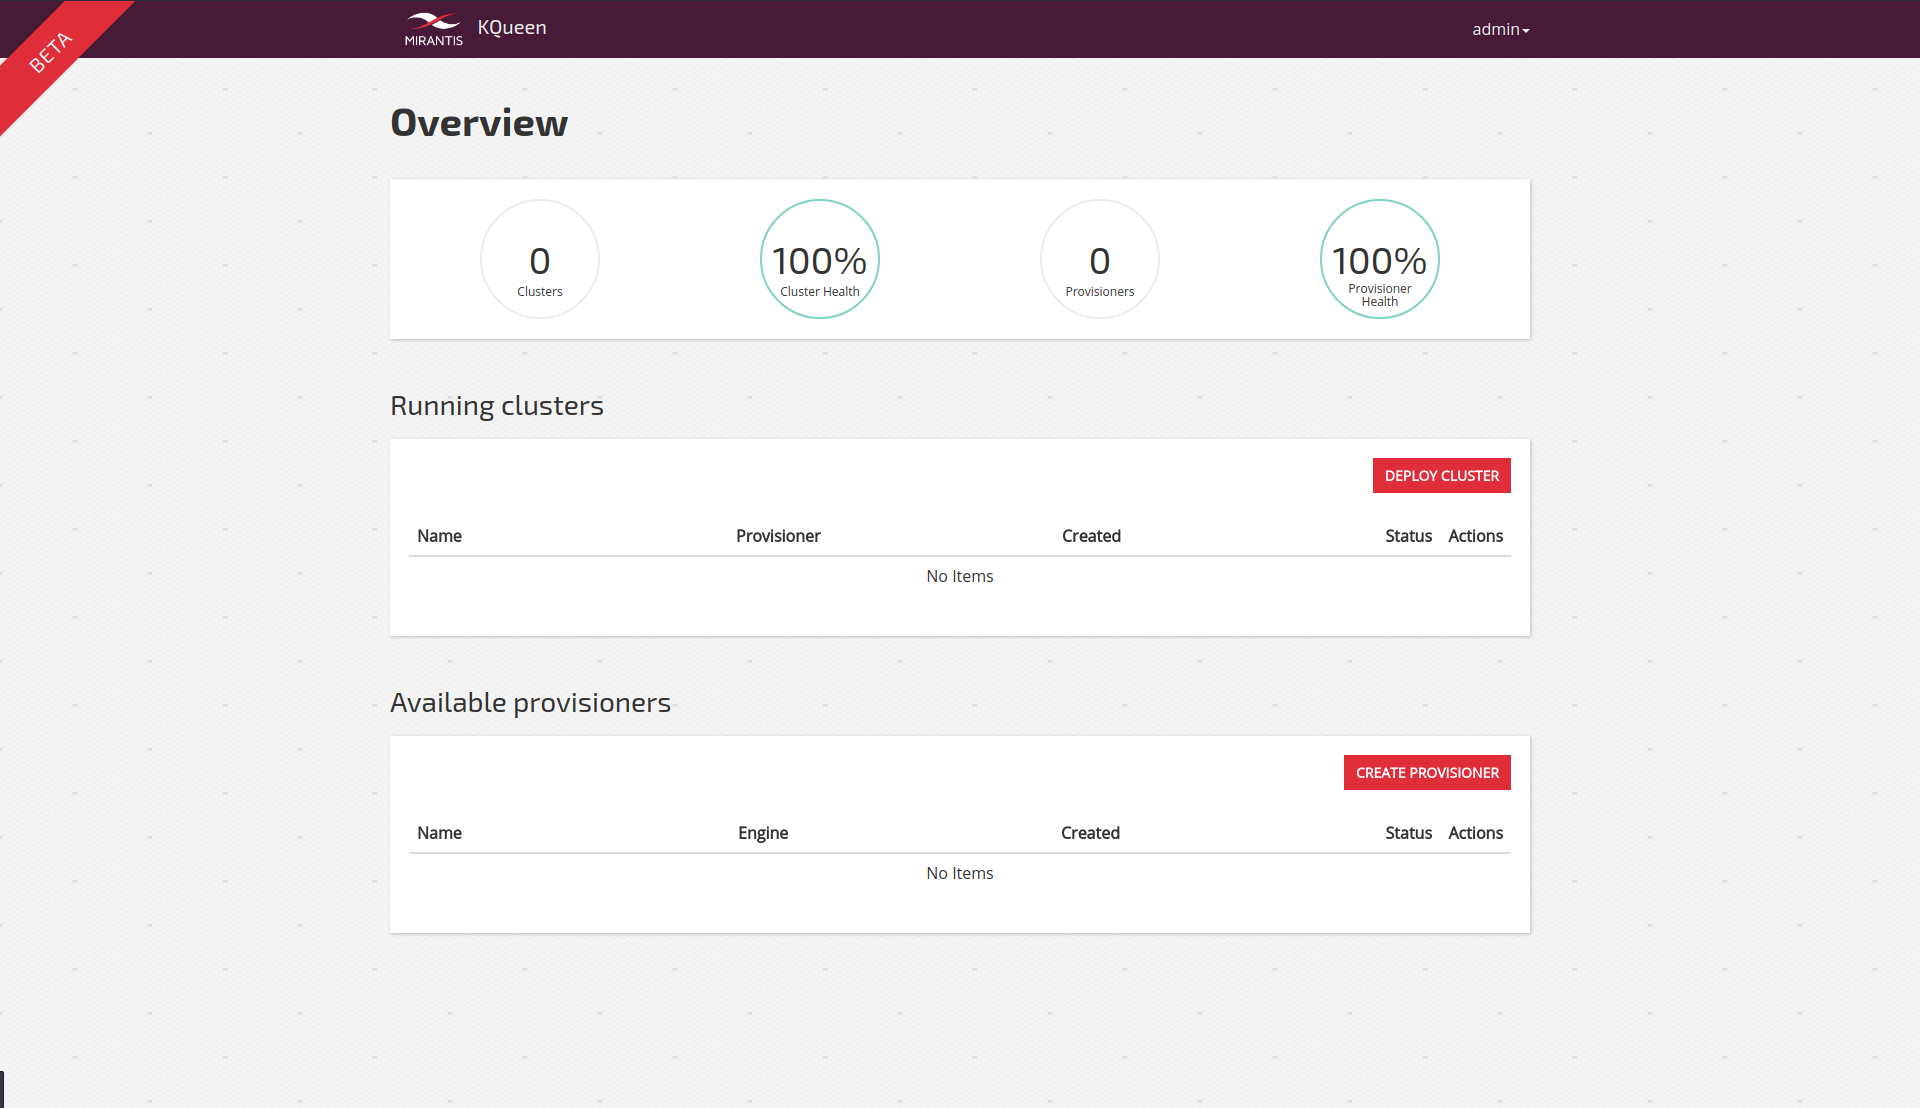 BETA
MIRANTIS KQueen admin
Overview
0 100% 0 100%
Clusters Cluster Health Provisioners Provisioner
Health
Running clusters
DEPLOY CLUSTER
Name Provisioner Created Status Actions
No Items
Available provisioners
CREATE PROVISIONER
Name Engine Created Status Actions
No Items